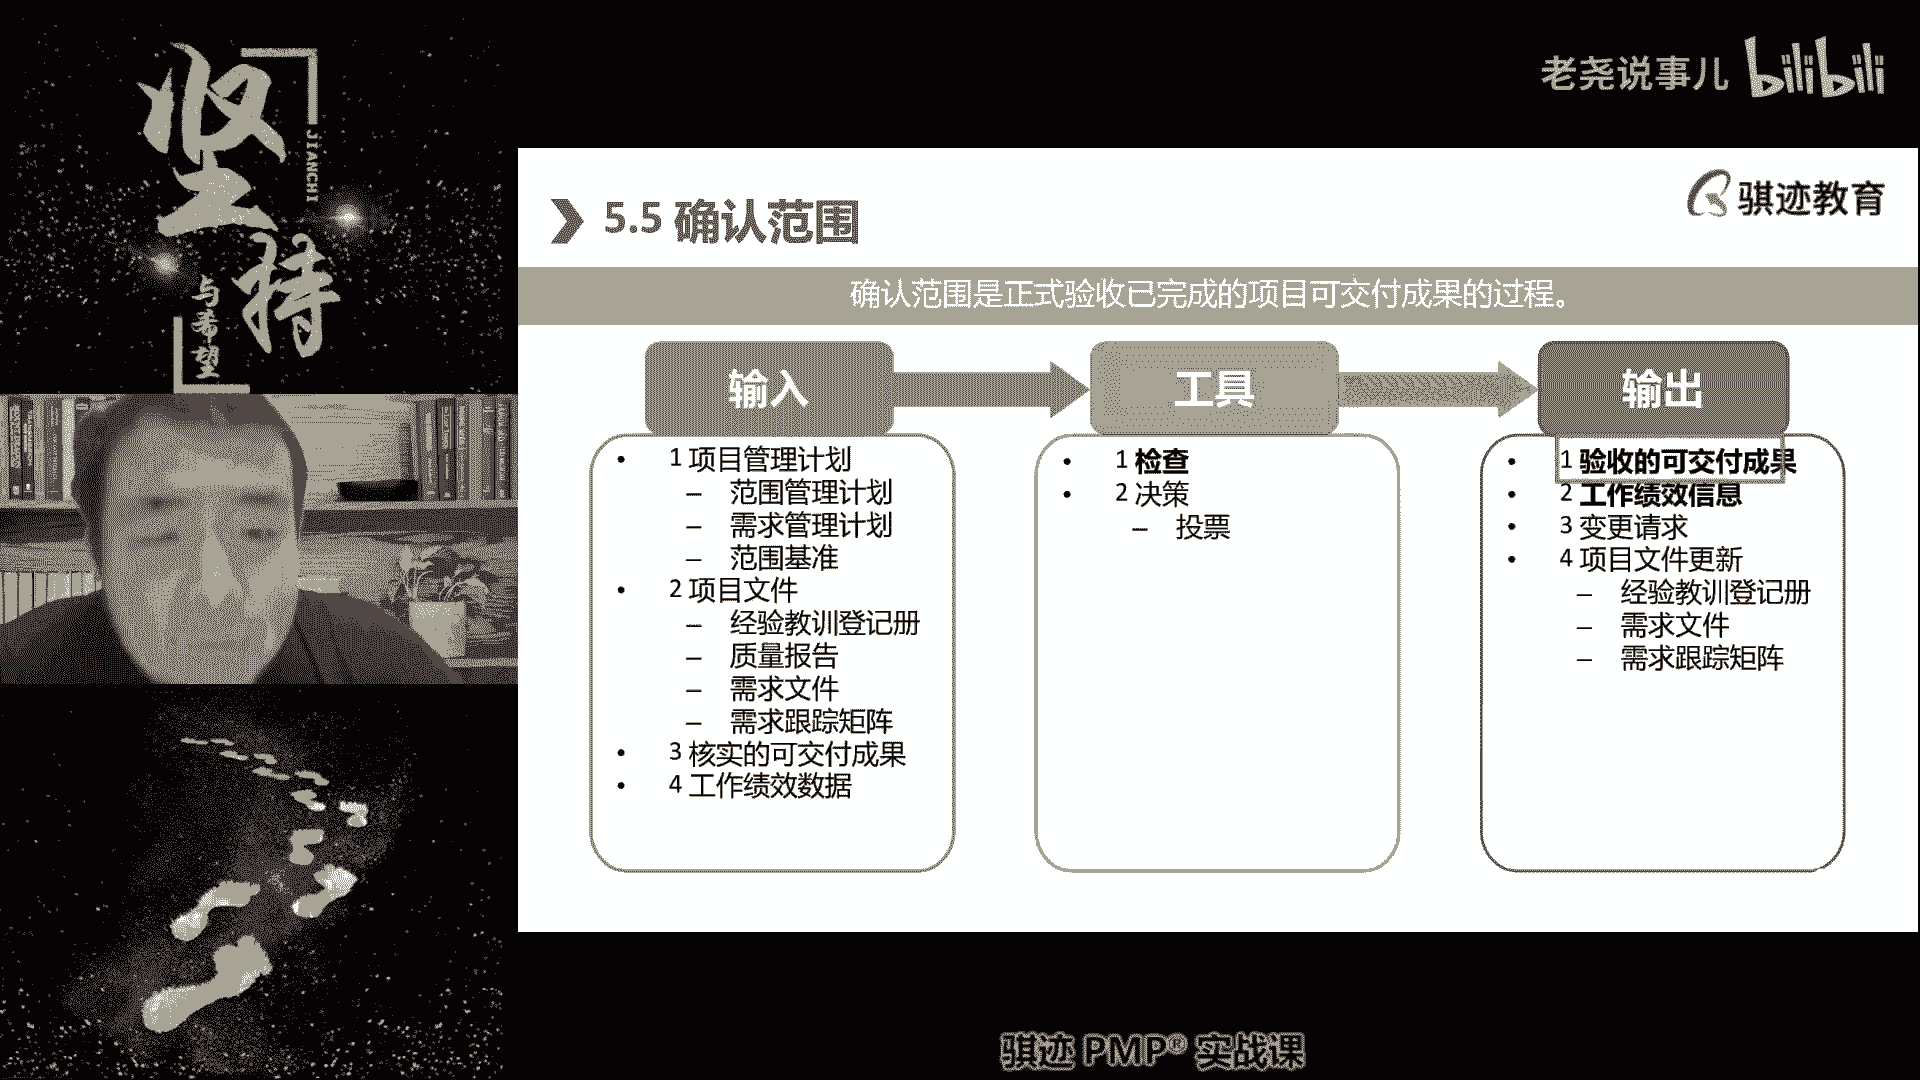 坚持
JIANCHI
与希望
老尧说事儿 bilibili
骐迹教育
5.5 确认范围
确认范围是正式验收已完成的项目可交付成果的过程。
输入
• 1 项目管理计划
– 范围管理计划
– 需求管理计划
– 范围基准
• 2 项目文件
– 经验教训登记册
– 质量报告
– 需求文件
– 需求跟踪矩阵
• 3 核实的可交付成果
• 4 工作绩效数据
工具
• 1 检查
• 2 决策
– 投票
输出
• 1 验收的可交付成果
• 2 工作绩效信息
• 3 变更请求
• 4 项目文件更新
– 经验教训登记册
– 需求文件
– 需求跟踪矩阵
骐迹 PMP® 实战课